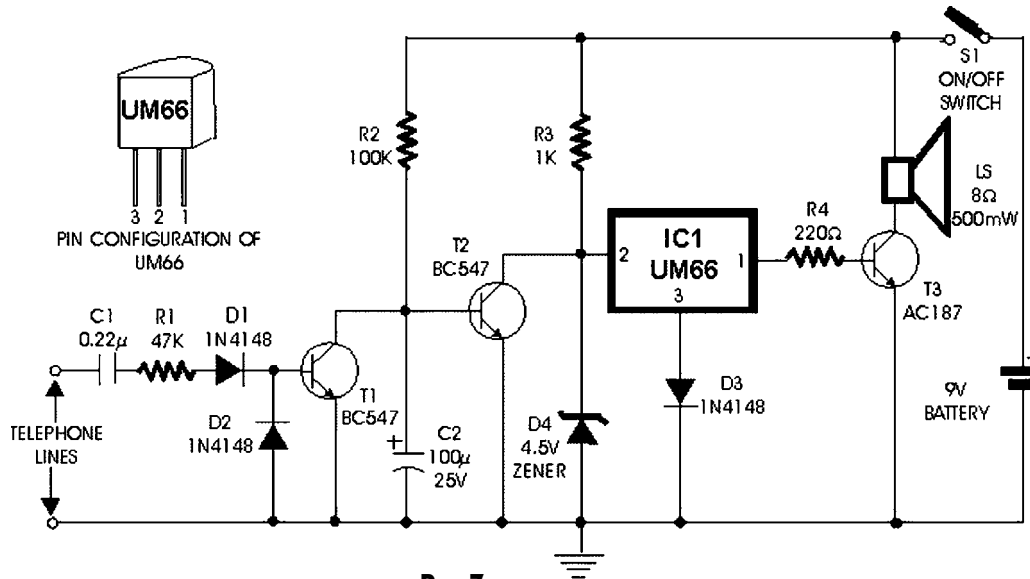 UM66
3 2 1
PIN CONFIGURATION OF
UM66
R2
100K
R3
1K
S1
ON/OFF
SWITCH
LS
8Ω
500mW
IC1
UM66
2
1
3
R4
220Ω
T2
BC547
T3
AC187
C1
0.22µ
R1
47K
D1
1N4148
T1
BC547
D2
1N4148
TELEPHONE
LINES
+
C2
100µ
25V
D4
4.5V
ZENER
D3
1N4148
9V
BATTERY